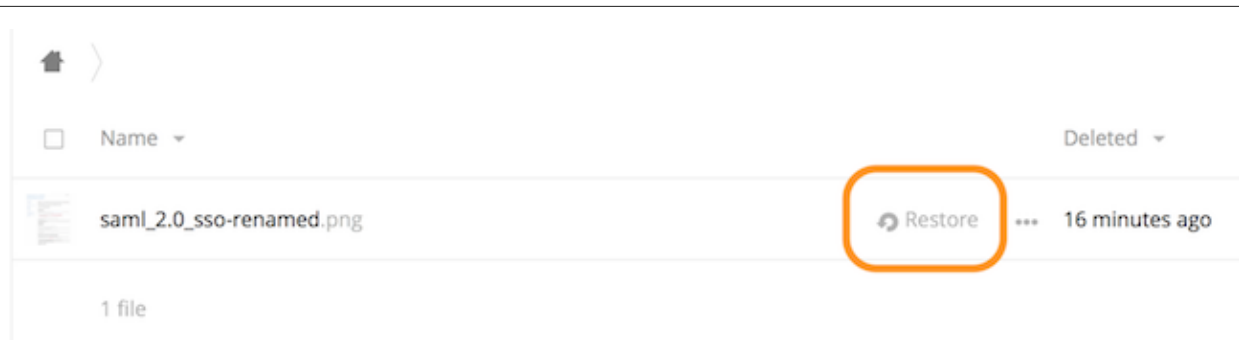 Name Deleted
saml_2.0_sso-renamed.png Restore ... 16 minutes ago
1 file